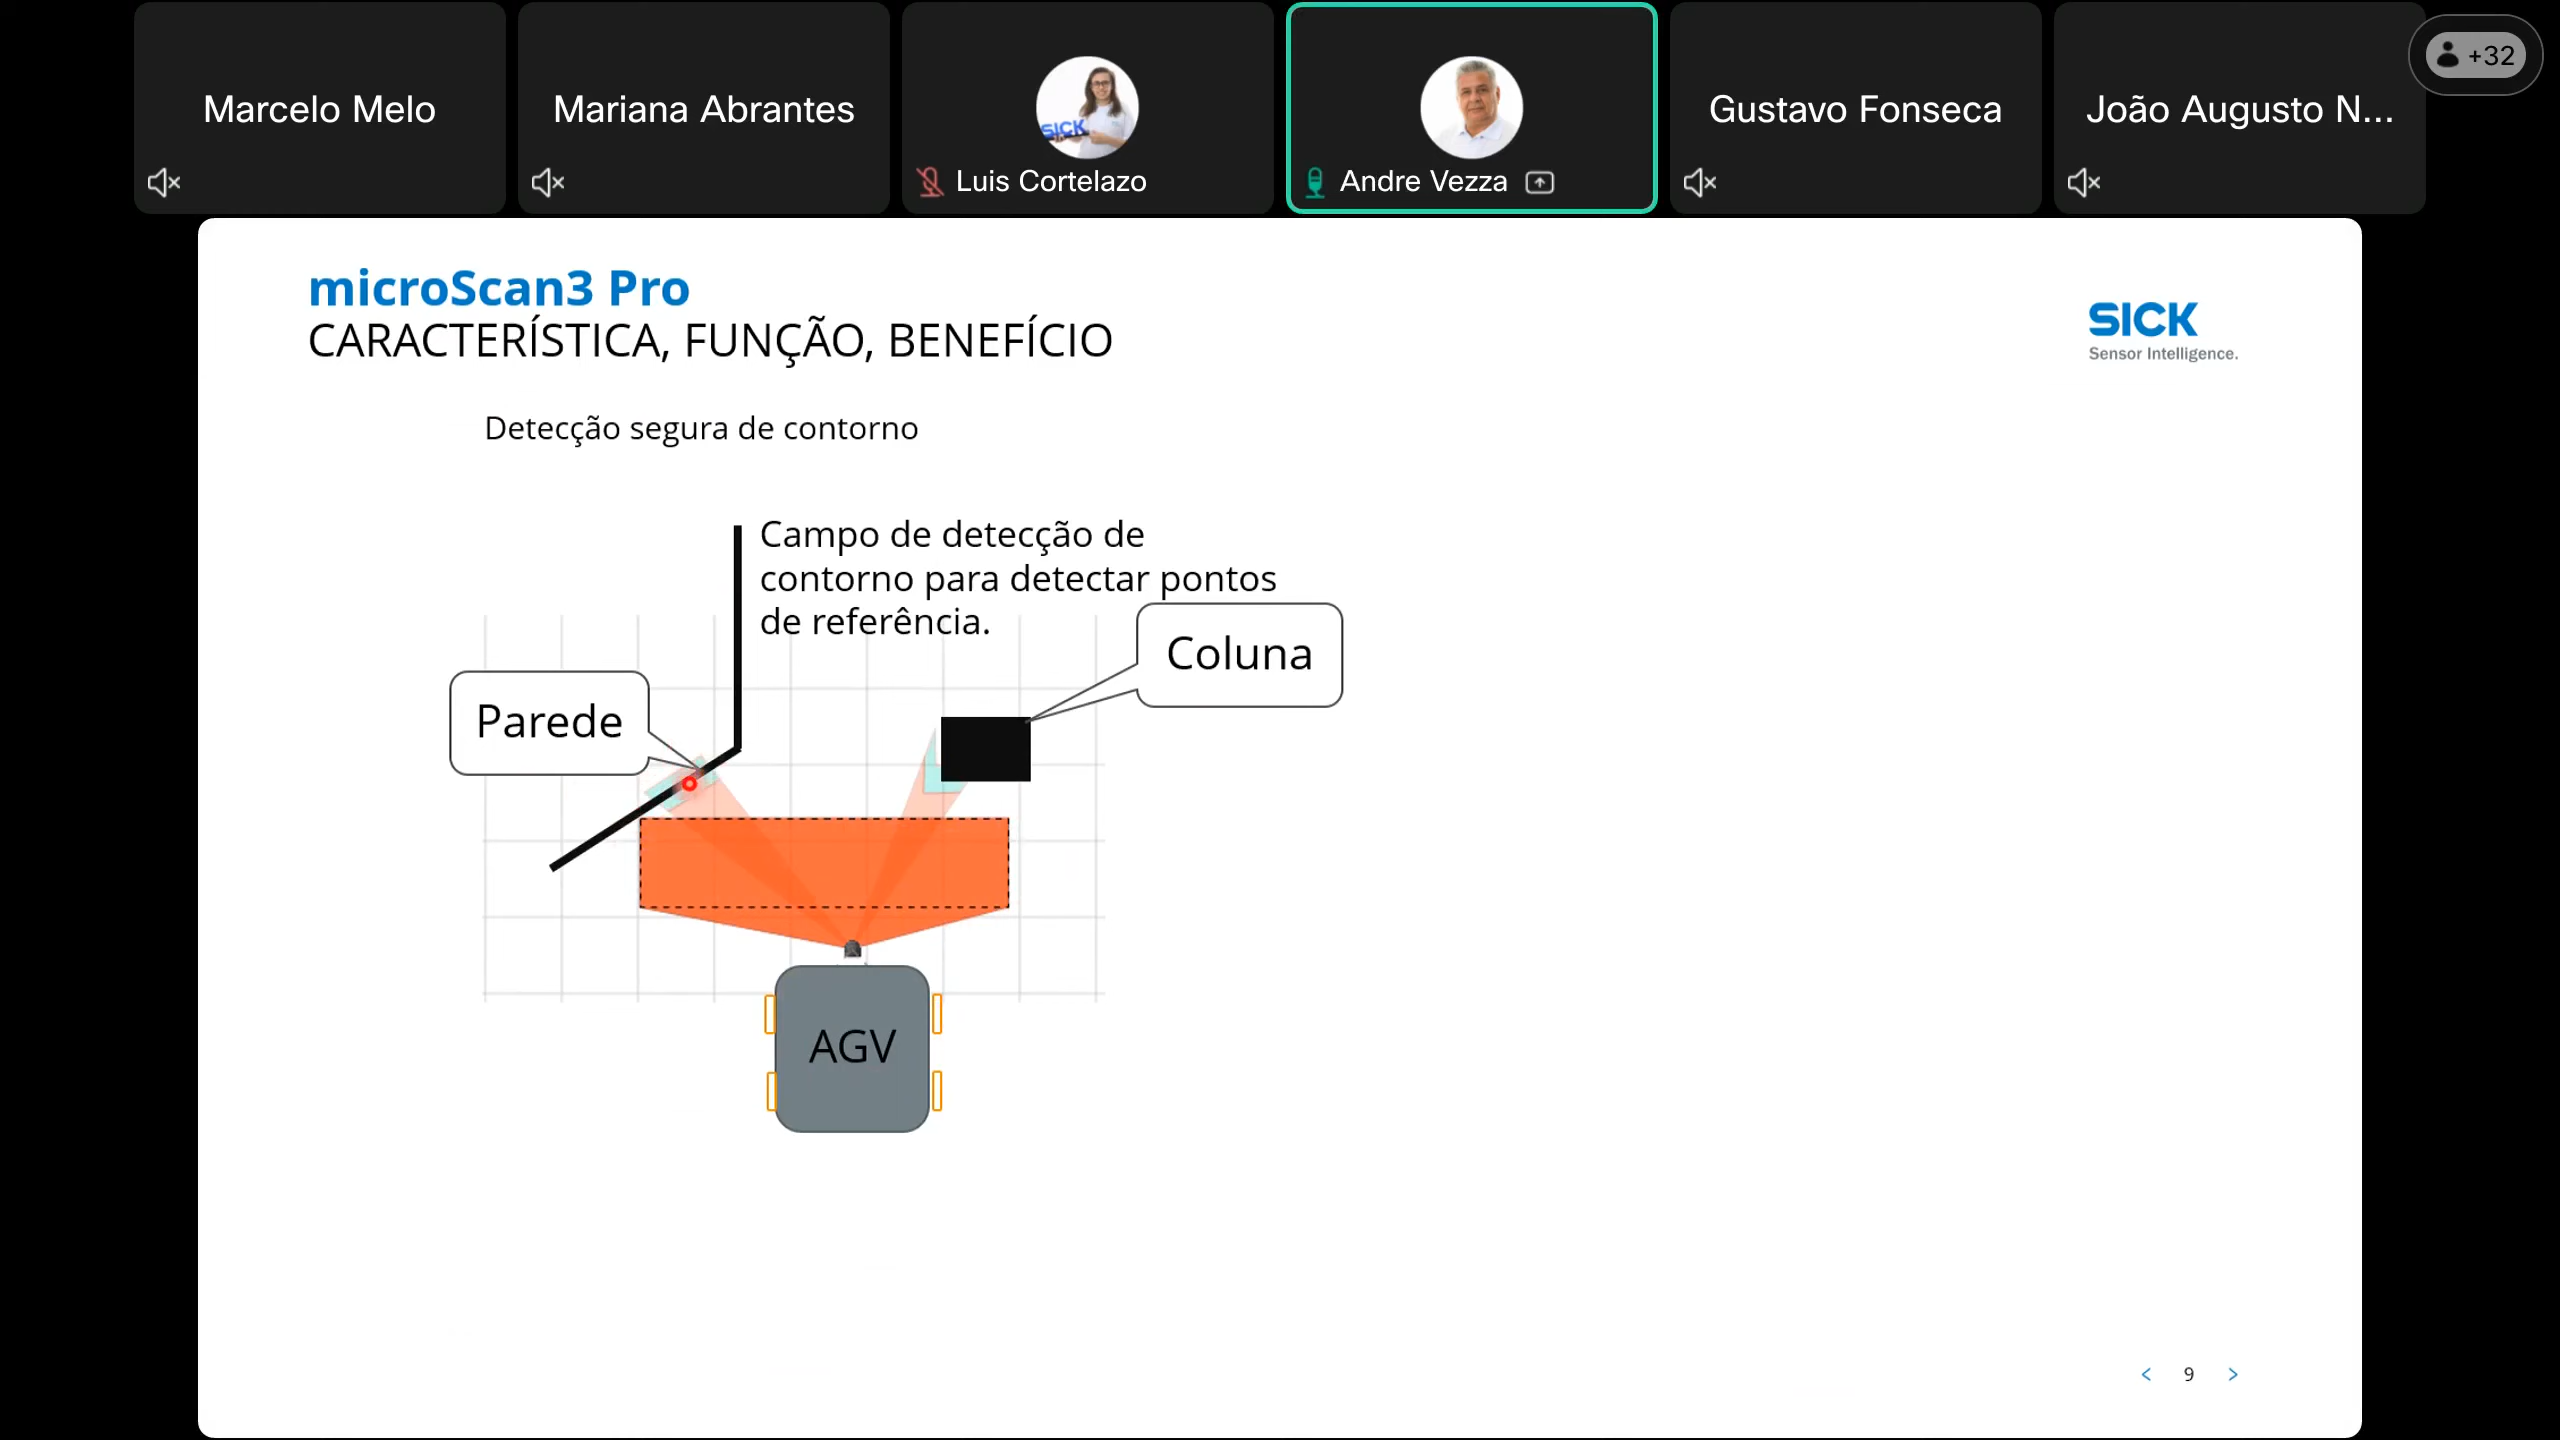 Marcelo Melo
Mariana Abrantes
SICK
Luis Cortelazo
Andre Vezza
Gustavo Fonseca
João Augusto N...
+32
microScan3 Pro
CARACTERÍSTICA, FUNÇÃO, BENEFÍCIO
SICK
Sensor Intelligence.
Detecção segura de contorno
Campo de detecção de
contorno para detectar pontos
de referência.
Coluna
Parede
AGV
< 9 >